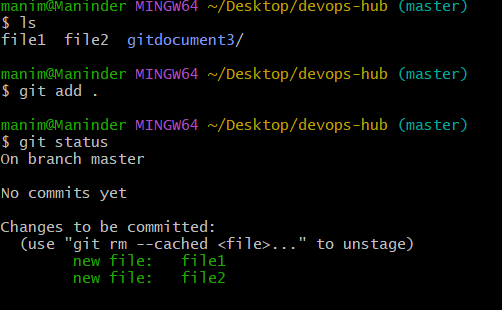 manim@Maninder MINGW64 ~/Desktop/devops-hub (master)
$ ls
file1  file2  gitdocument3/
manim@Maninder MINGW64 ~/Desktop/devops-hub (master)
$ git add .
manim@Maninder MINGW64 ~/Desktop/devops-hub (master)
$ git status
On branch master
No commits yet
Changes to be committed:
  (use "git rm --cached <file>..." to unstage)
        new file:   file1
        new file:   file2